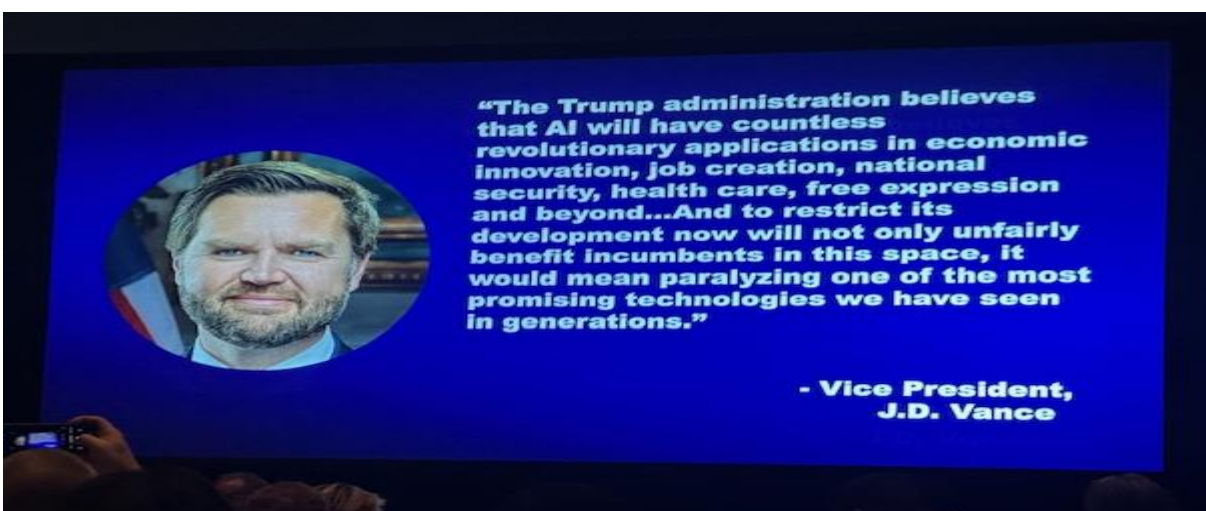 “The Trump administration believes
that AI will have countless
revolutionary applications in economic
innovation, job creation, national
security, health care, free expression
and beyond...And to restrict its
development now will not only unfairly
benefit incumbents in this space, it
would mean paralyzing one of the most
promising technologies we have seen
in generations.”
- Vice President,
J.D. Vance